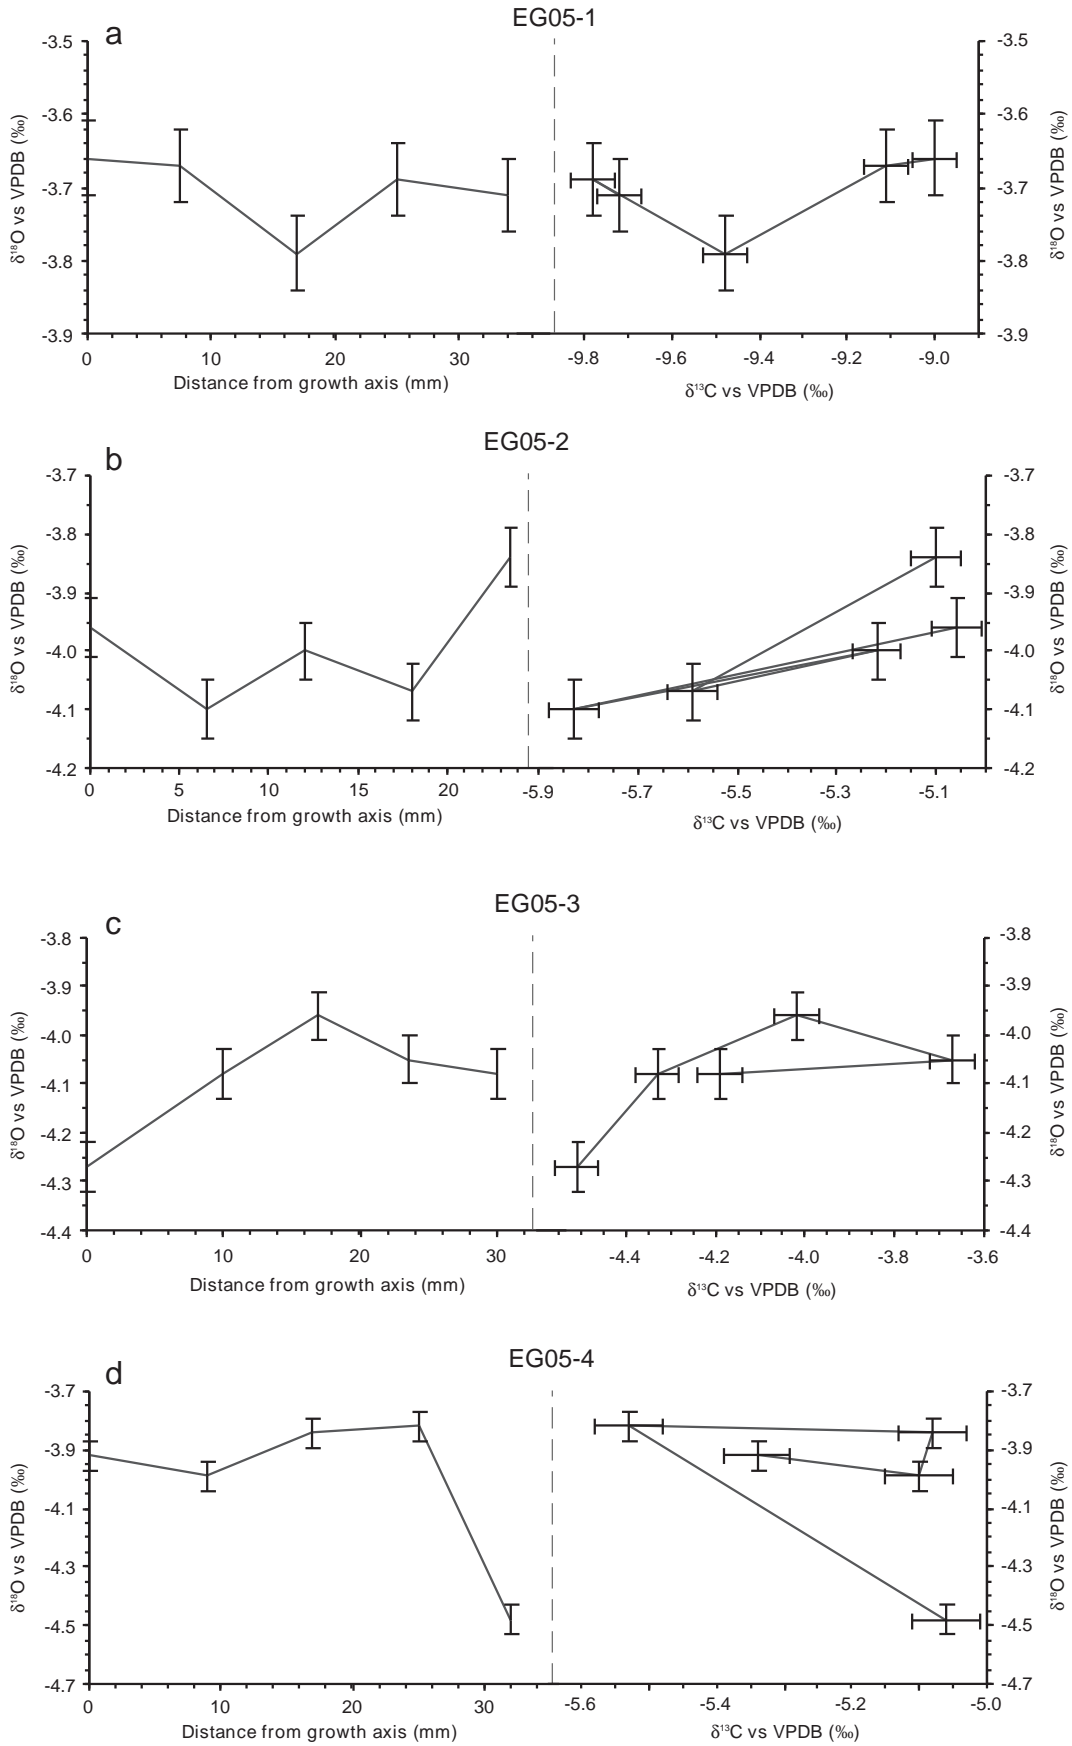 EG05-1
a
-3.5 -3.5
-3.6 -3.6
-3.7 -3.7
-3.8 -3.8
-3.9 -3.9
δ¹⁸O vs VPDB (‰)
δ¹⁸O vs VPDB (‰)
0 10 20 30 -9.8 -9.6 -9.4 -9.2 -9.0
Distance from growth axis (mm)
δ¹³C vs VPDB (‰)
EG05-2
b
-3.7 -3.7
-3.8 -3.8
-3.9 -3.9
-4.0 -4.0
-4.1 -4.1
-4.2 -4.2
δ¹⁸O vs VPDB (‰)
δ¹⁸O vs VPDB (‰)
0 5 10 15 20 -5.9 -5.7 -5.5 -5.3 -5.1
Distance from growth axis (mm)
δ¹³C vs VPDB (‰)
EG05-3
c
-3.8 -3.8
-3.9 -3.9
-4.0 -4.0
-4.1 -4.1
-4.2 -4.2
-4.3 -4.3
-4.4 -4.4
δ¹⁸O vs VPDB (‰)
δ¹⁸O vs VPDB (‰)
0 10 20 30 -4.4 -4.2 -4.0 -3.8 -3.6
Distance from growth axis (mm)
δ¹³C vs VPDB (‰)
EG05-4
d
-3.7 -3.7
-3.9 -3.9
-4.1 -4.1
-4.3 -4.3
-4.5 -4.5
-4.7 -4.7
δ¹⁸O vs VPDB (‰)
δ¹⁸O vs VPDB (‰)
0 10 20 30 -5.6 -5.4 -5.2 -5.0
Distance from growth axis (mm)
δ¹³C vs VPDB (‰)